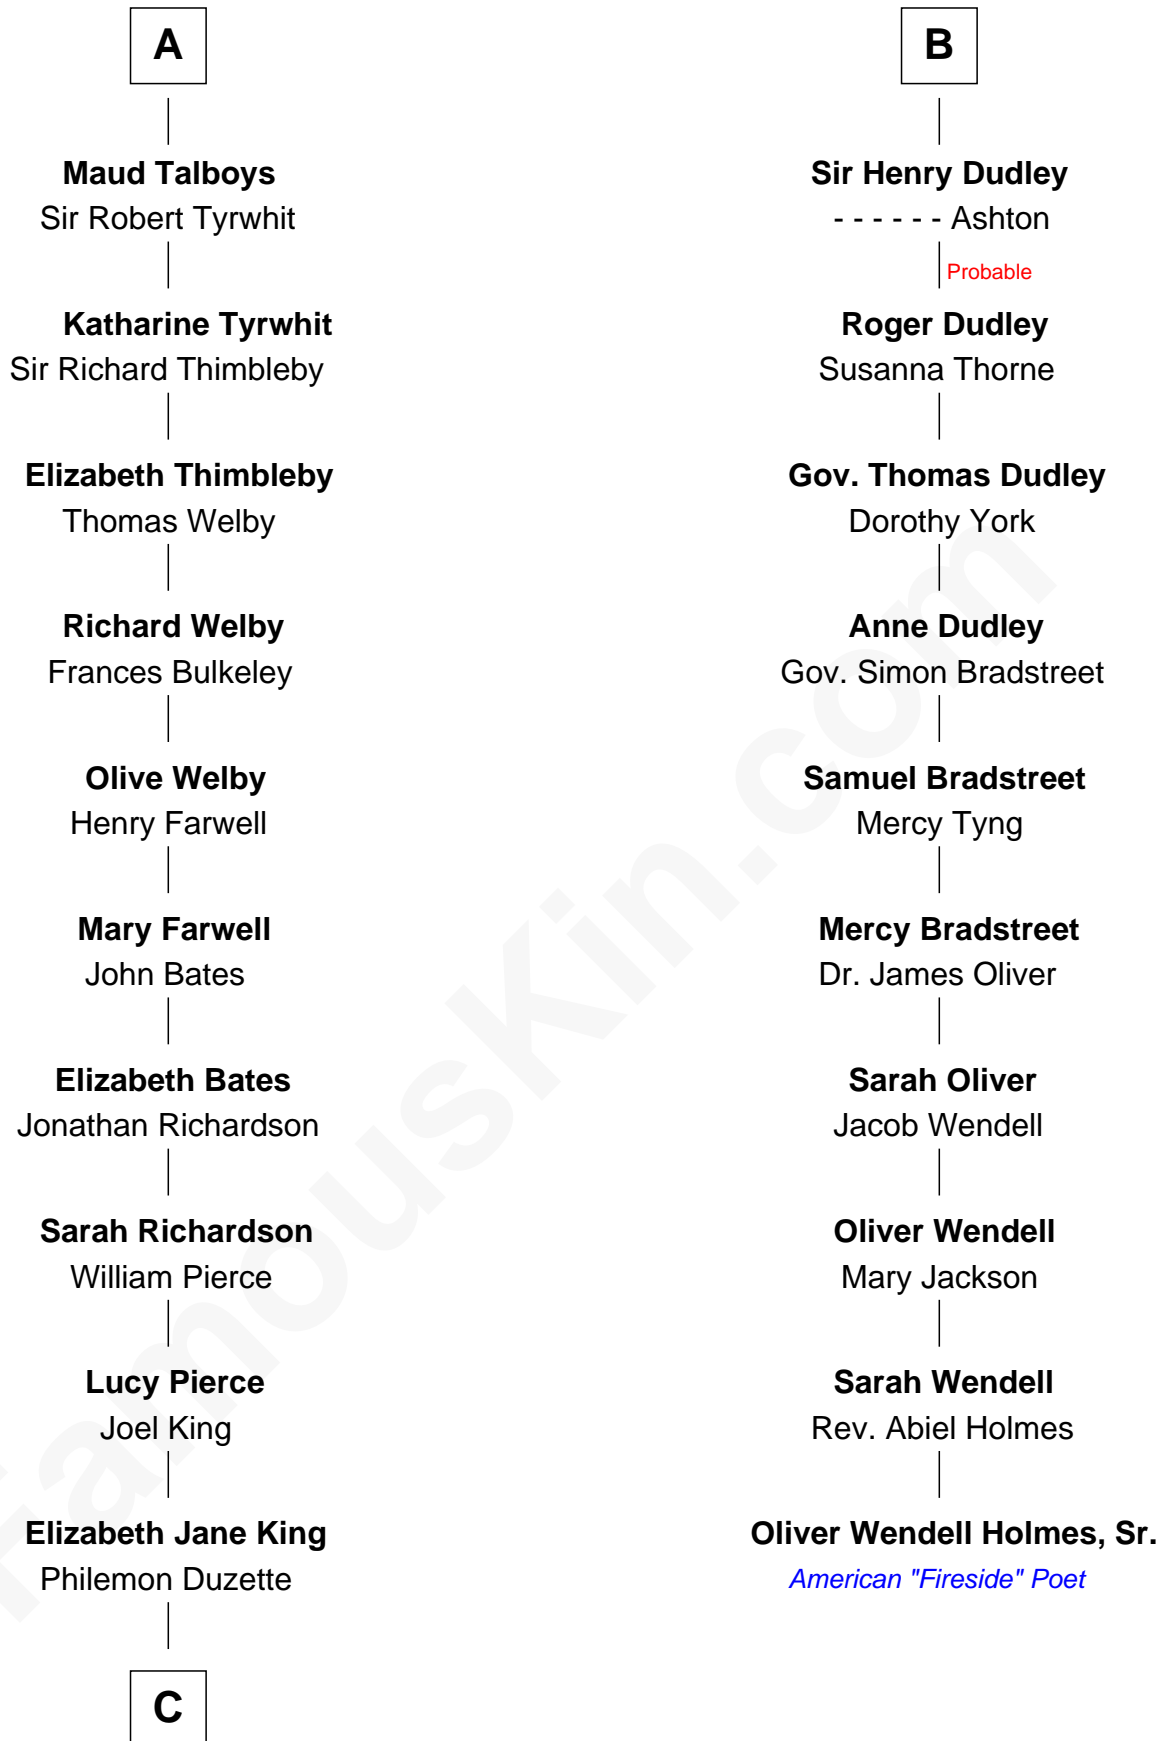 A
Maud Talboys
Sir Robert Tyrwhit
Katharine Tyrwhit
Sir Richard Thimbleby
Elizabeth Thimbleby
Thomas Welby
Richard Welby
Frances Bulkeley
Olive Welby
Henry Farwell
Mary Farwell
John Bates
Elizabeth Bates
Jonathan Richardson
Sarah Richardson
William Pierce
Lucy Pierce
Joel King
Elizabeth Jane King
Philemon Duzette
C
B
Sir Henry Dudley
- - - - - - Ashton
Probable
Roger Dudley
Susanna Thorne
Gov. Thomas Dudley
Dorothy York
Anne Dudley
Gov. Simon Bradstreet
Samuel Bradstreet
Mercy Tyng
Mercy Bradstreet
Dr. James Oliver
Sarah Oliver
Jacob Wendell
Oliver Wendell
Mary Jackson
Sarah Wendell
Rev. Abiel Holmes
Oliver Wendell Holmes, Sr.
American "Fireside" Poet
FamousKin.com